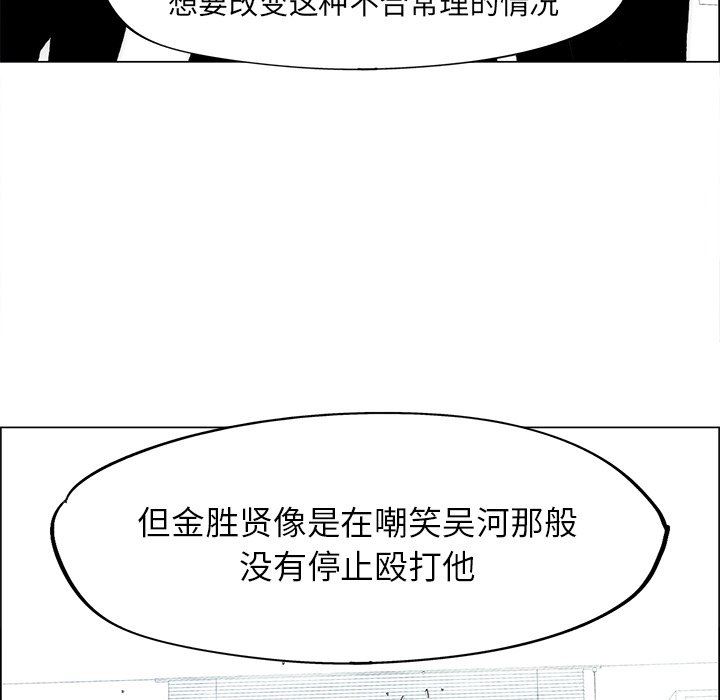 想要改变这种不合常理的情况
但金胜贤像是在嘲笑吴河那般
没有停止殴打他